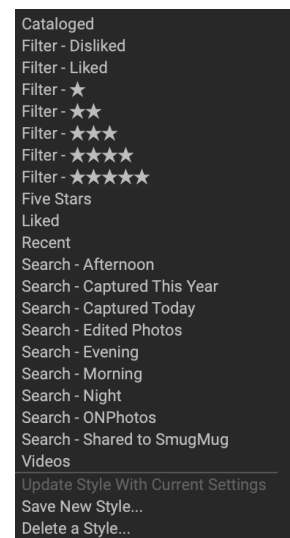 Cataloged
Filter - Disliked
Filter - Liked
Filter - ★
Filter - ★★
Filter - ★★★
Filter - ★★★★
Filter - ★★★★★
Five Stars
Liked
Recent
Search - Afternoon
Search - Captured This Year
Search - Captured Today
Search - Edited Photos
Search - Evening
Search - Morning
Search - Night
Search - ONPhotos
Search - Shared to SmugMug
Videos
Update Style With Current Settings
Save New Style...
Delete a Style...